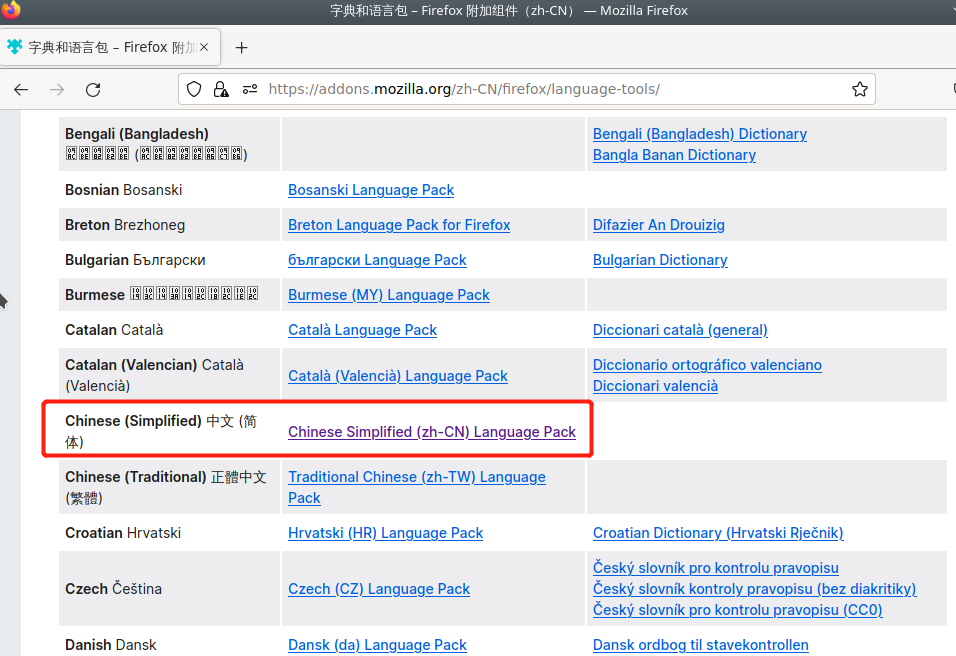 字典和语言包 – Firefox 附加组件（zh-CN） — Mozilla Firefox
字典和语言包 – Firefox 附加
https://addons.mozilla.org/zh-CN/firefox/language-tools/
Bengali (Bangladesh)
Bengali (Bangladesh) Dictionary
Bangla Banan Dictionary
Bosnian Bosanski
Bosanski Language Pack
Breton Brezhoneg
Breton Language Pack for Firefox
Difazier An Drouizig
Bulgarian Български
български Language Pack
Bulgarian Dictionary
Burmese
Burmese (MY) Language Pack
Catalan Català
Català Language Pack
Diccionari català (general)
Catalan (Valencian) Català
(Valencià)
Català (Valencià) Language Pack
Diccionario ortográfico valenciano
Diccionari valencià
Chinese (Simplified) 中文 (简
体)
Chinese Simplified (zh-CN) Language Pack
Chinese (Traditional) 正體中文
(繁體)
Traditional Chinese (zh-TW) Language
Pack
Croatian Hrvatski
Hrvatski (HR) Language Pack
Croatian Dictionary (Hrvatski Rječnik)
Czech Čeština
Czech (CZ) Language Pack
Český slovník pro kontrolu pravopisu
Český slovník kontroly pravopisu (bez diakritiky)
Český slovník pro kontrolu pravopisu (CC0)
Danish Dansk
Dansk (da) Language Pack
Dansk ordbog til stavekontrollen